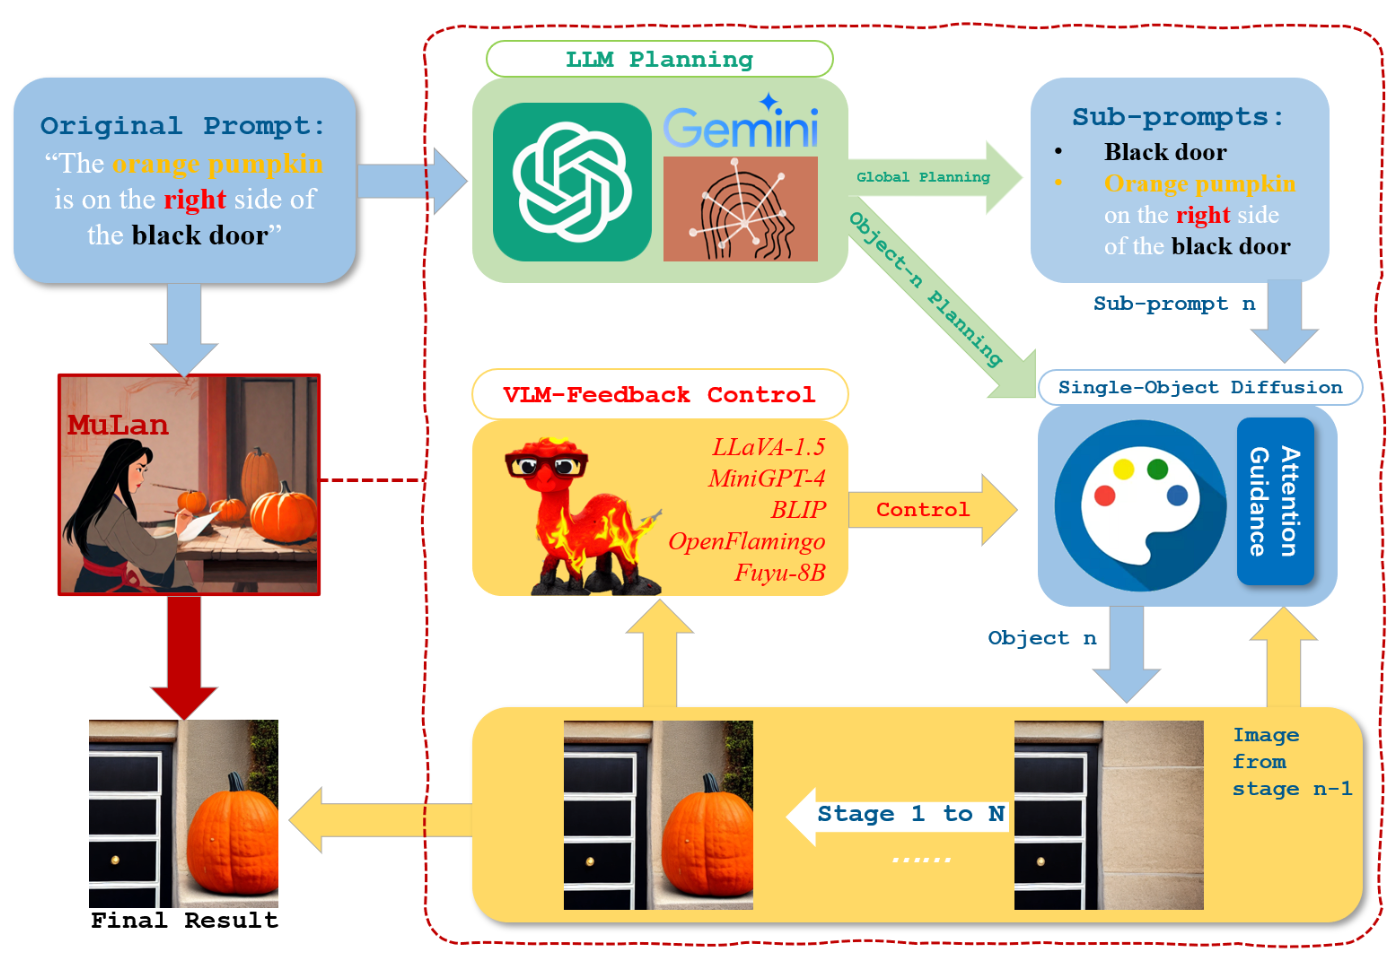 LLM Planning
Original Prompt:
“The orange pumpkin
is on the right side of
the black door”
Gemini
Global Planning
Object-n Planning
Sub-prompts:
• Black door
• Orange pumpkin
on the right side
of the black door
Sub-prompt n
MuLan
VLM-Feedback Control
LLaVA-1.5
MiniGPT-4
BLIP
OpenFlamingo
Fuyu-8B
Control
Single-Object Diffusion
Attention
Guidance
Object n
Image
from
stage n-1
Stage 1 to N
......
Final Result